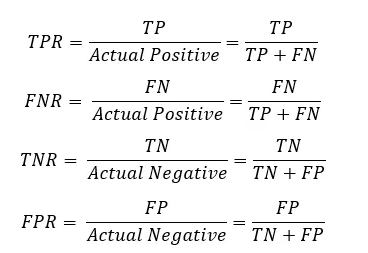 TPR = TP / Actual Positive = TP / TP + FN
FNR = FN / Actual Positive = FN / TP + FN
TNR = TN / Actual Negative = TN / TN + FP
FPR = FP / Actual Negative = FP / TN + FP